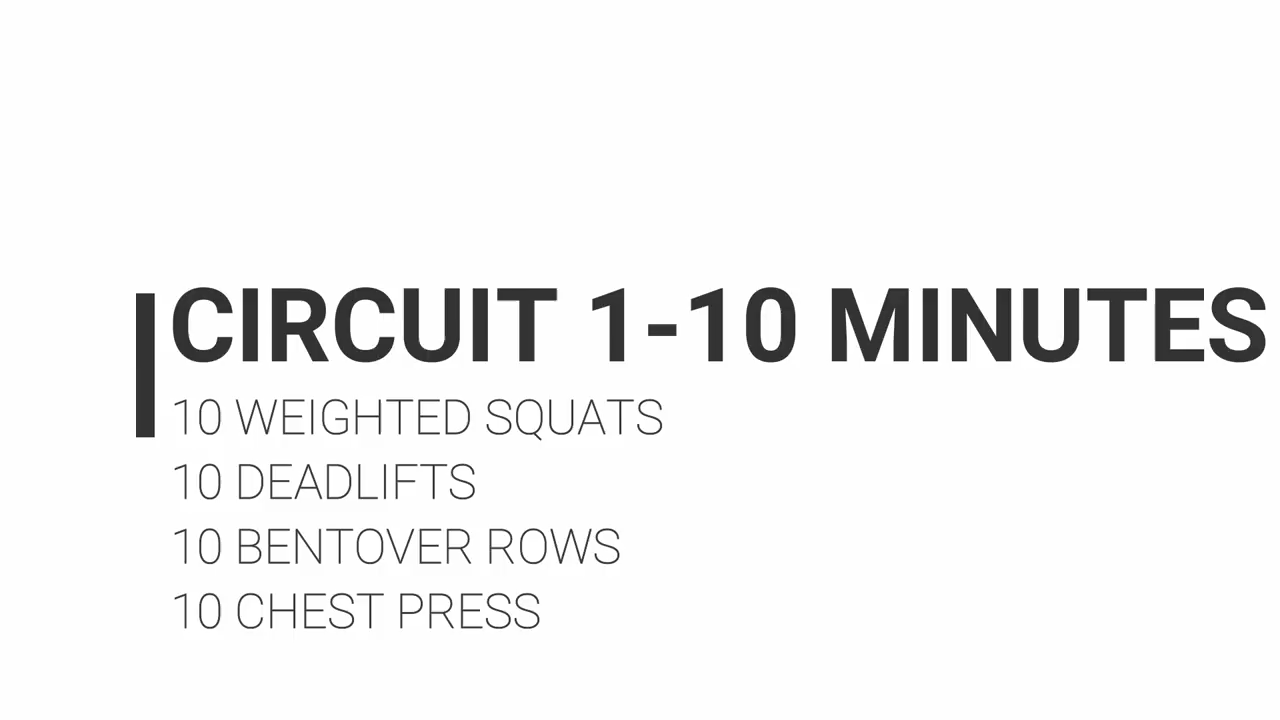 CIRCUIT 1-10 MINUTES
10 WEIGHTED SQUATS
10 DEADLIFTS
10 BENTOVER ROWS
10 CHEST PRESS